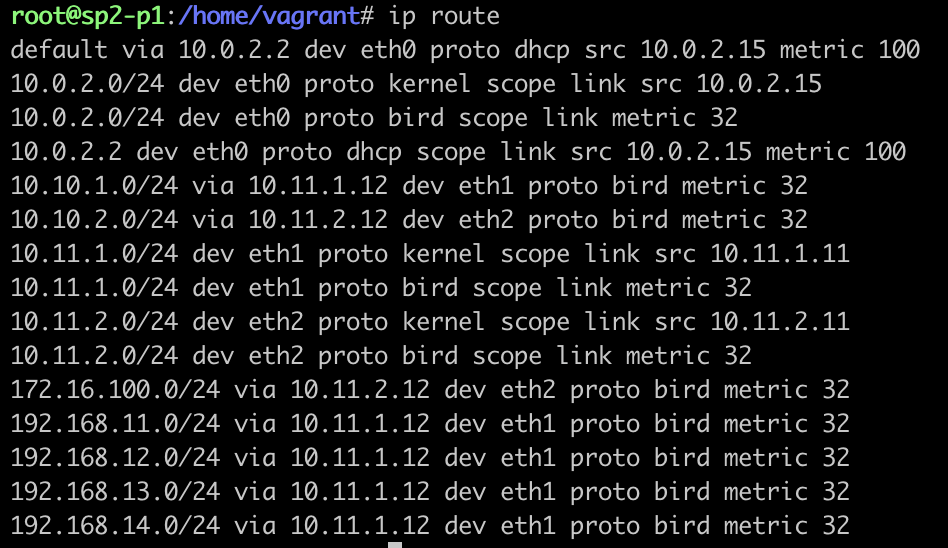 root@sp2-p1:/home/vagrant# ip route
default via 10.0.2.2 dev eth0 proto dhcp src 10.0.2.15 metric 100
10.0.2.0/24 dev eth0 proto kernel scope link src 10.0.2.15
10.0.2.0/24 dev eth0 proto bird scope link metric 32
10.0.2.2 dev eth0 proto dhcp scope link src 10.0.2.15 metric 100
10.10.1.0/24 via 10.11.1.12 dev eth1 proto bird metric 32
10.10.2.0/24 via 10.11.2.12 dev eth2 proto bird metric 32
10.11.1.0/24 dev eth1 proto kernel scope link src 10.11.1.11
10.11.1.0/24 dev eth1 proto bird scope link metric 32
10.11.2.0/24 dev eth2 proto kernel scope link src 10.11.2.11
10.11.2.0/24 dev eth2 proto bird scope link metric 32
172.16.100.0/24 via 10.11.2.12 dev eth2 proto bird metric 32
192.168.11.0/24 via 10.11.1.12 dev eth1 proto bird metric 32
192.168.12.0/24 via 10.11.1.12 dev eth1 proto bird metric 32
192.168.13.0/24 via 10.11.1.12 dev eth1 proto bird metric 32
192.168.14.0/24 via 10.11.1.12 dev eth1 proto bird metric 32